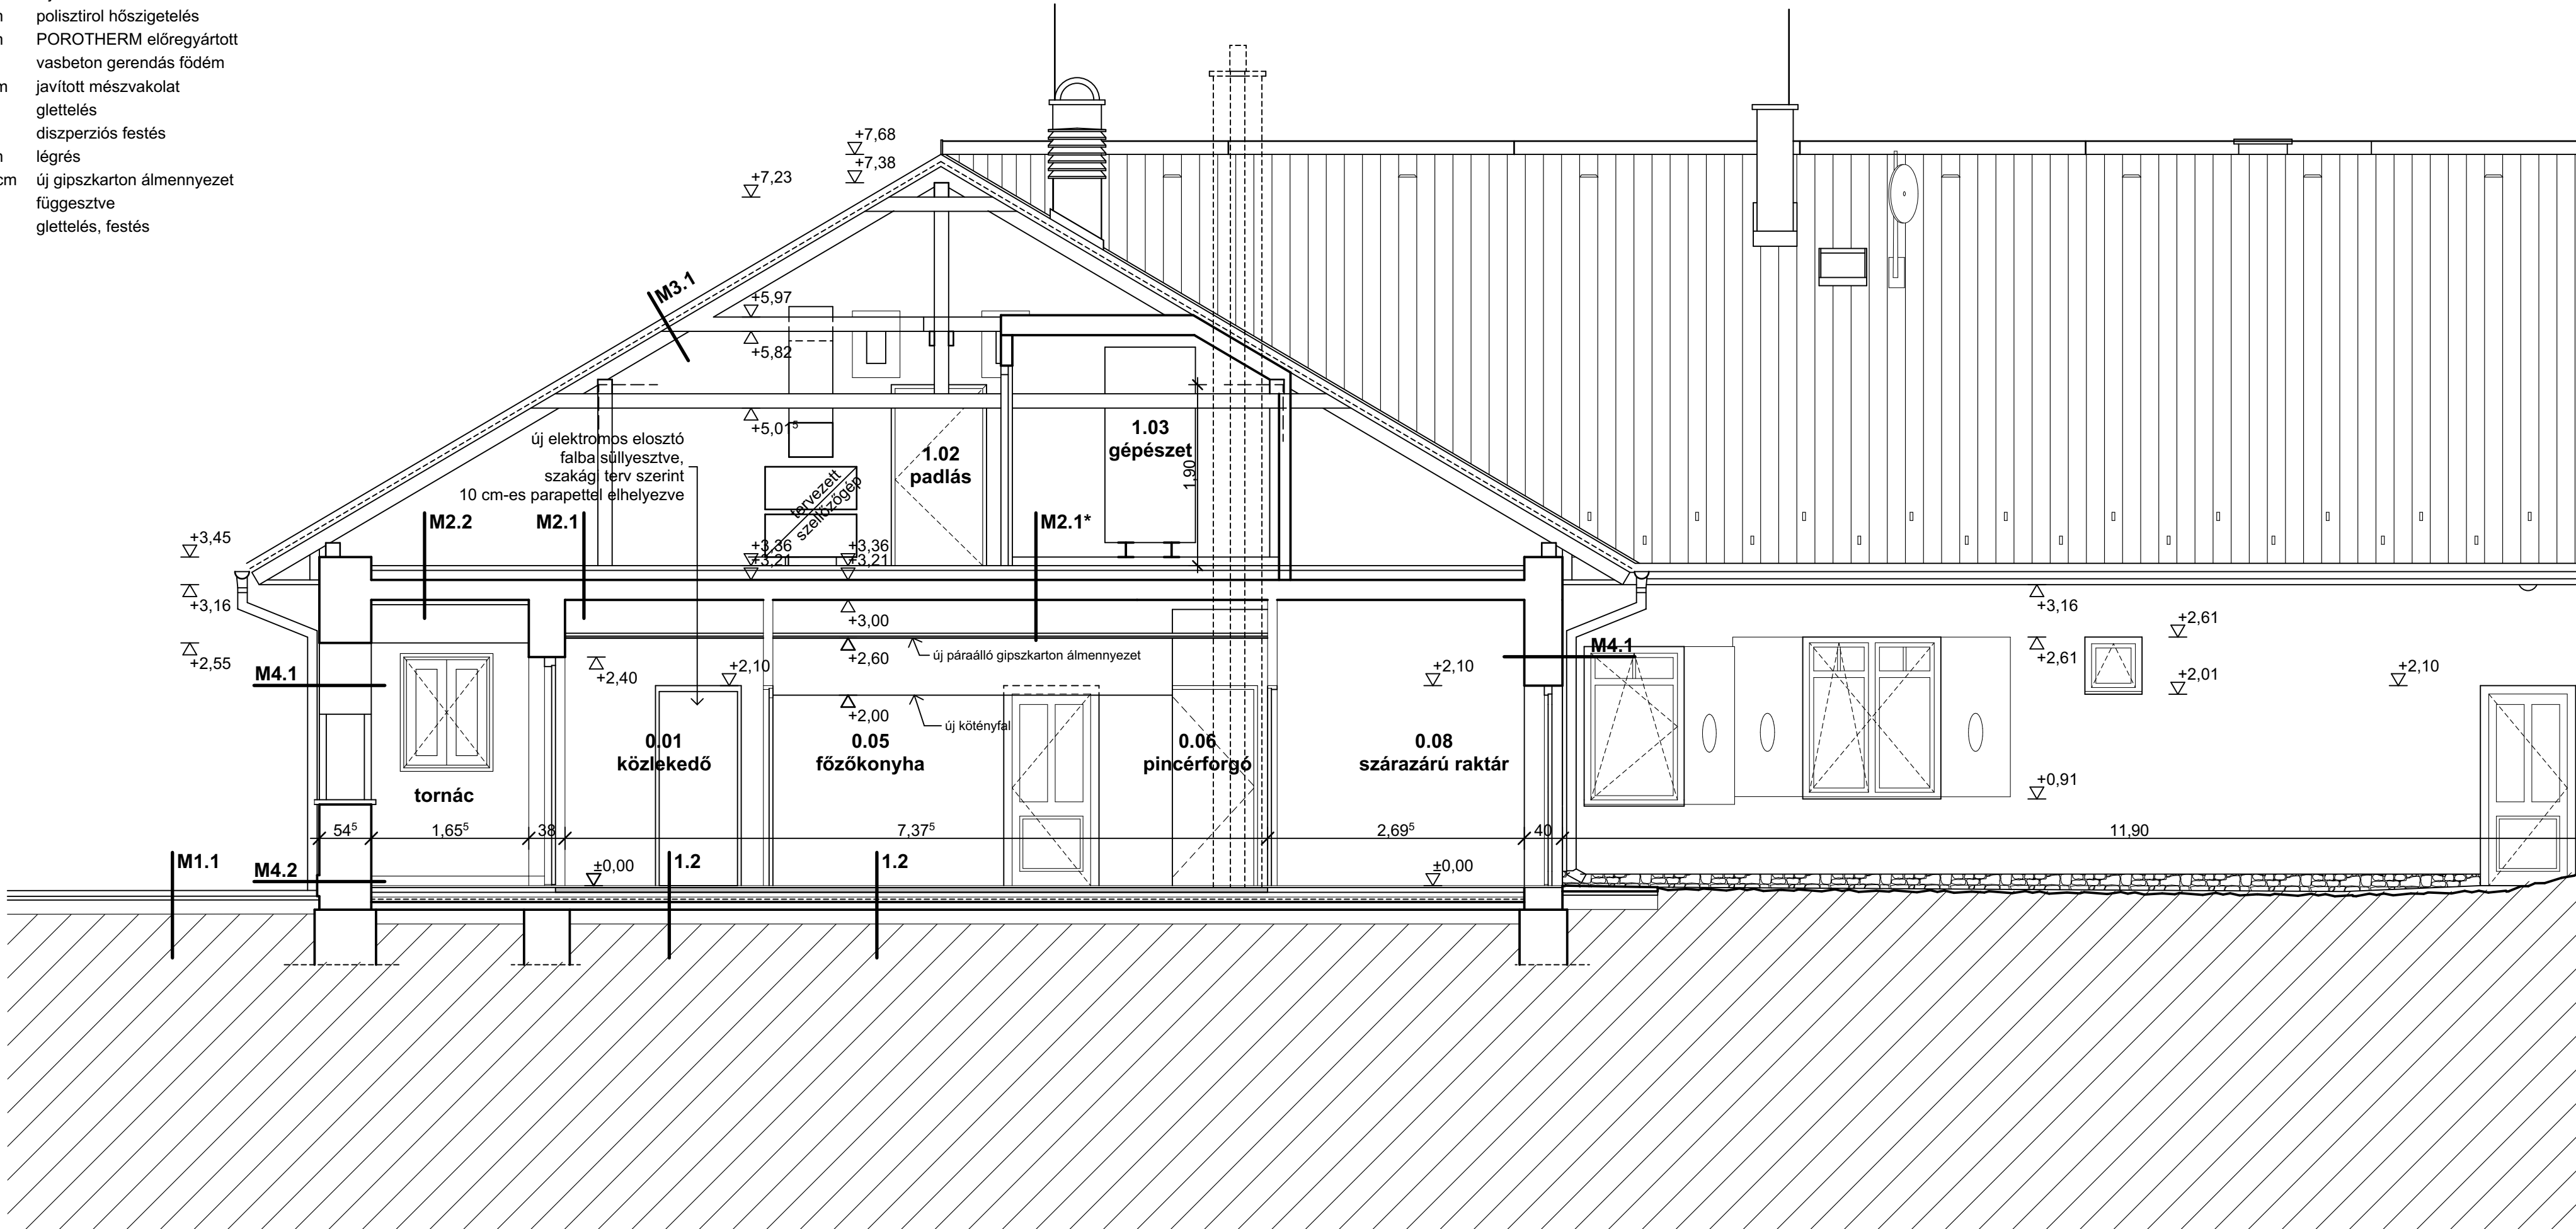 polisztirol hőszigetelés
POROTHERM előregyártott
vasbeton gerendás födém
javított mészvakolat
glettelés
diszperziós festés
légrés
cm új gipszkarton álmennyezet
függesztve
glettelés, festés
+7,68
+7,38
+7,23
M3.1
+5,97
+5,82
+5,01⁵
új elektromos elosztó
falba süllyesztve,
szakági terv szerint
10 cm-es parapettel elhelyezve
1.02
padlás
1.03
gépészet
1,90
tervezett
szellőzőgép
M2.2
M2.1
M2.1*
+3,45
+3,36
+3,21
+3,36
+3,21
+3,16
+3,00
+3,16
+2,61
+2,55
+2,60
új páraálló gipszkarton álmennyezet
M4.1
+2,61
M4.1
+2,40
+2,10
+2,10
+2,01
+2,10
+2,00
új kötényfal
0.01
közlekedő
0.05
főzőkonyha
0.06
pincérforgó
0.08
szárazárú raktár
tornác
+0,91
54⁵
1,65⁵
38
7,37⁵
2,69⁵
40
11,90
M1.1
M4.2
±0,00
1.2
1.2
±0,00